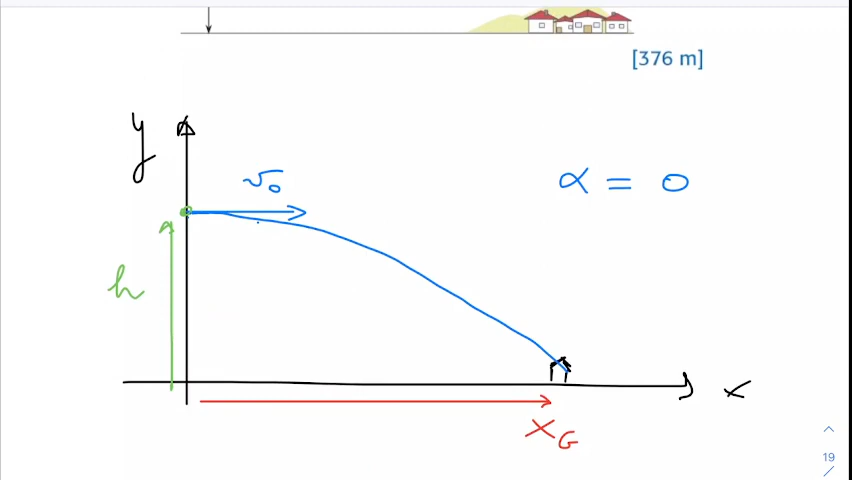 [376 m]
y
v₀
α = 0
h
x
x_G
19